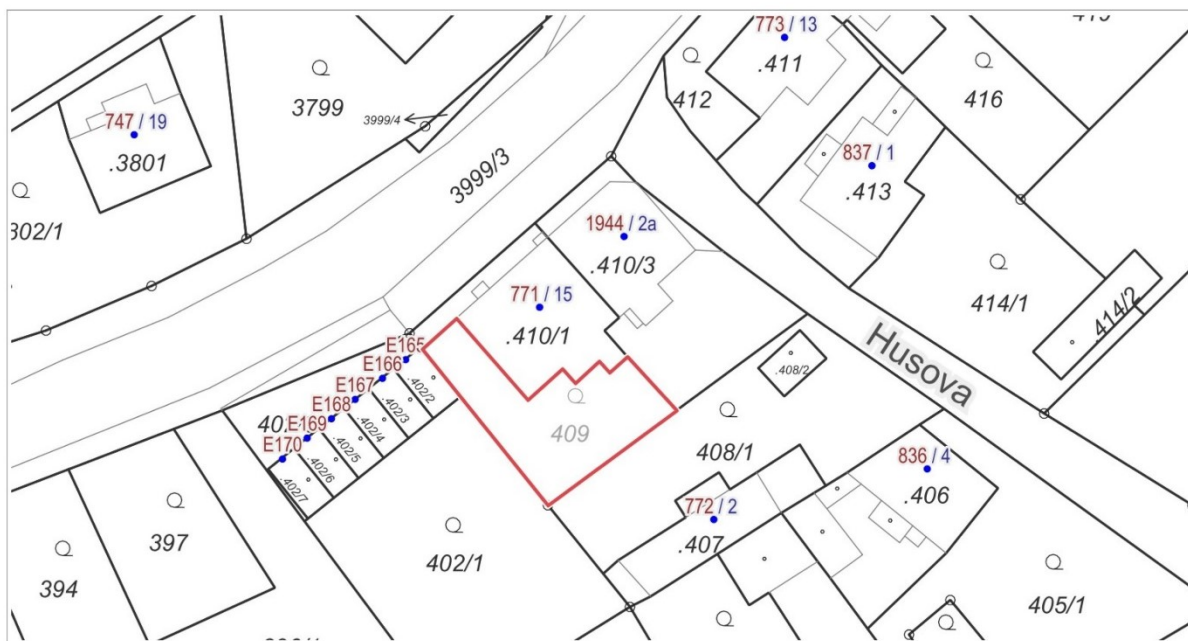 773 / 13
.411
412
416
3799
3999/4
747 / 19
.3801
3999/3
837 / 1
.413
302/1
1944 / 2a
.410/3
414/1
.414/2
771 / 15
.410/1
Husova
E165
E166
E167
E168
E169
E170
.402/2
.402/3
.402/4
.402/5
.402/6
.402/7
.408/2
409
408/1
836 / 4
.406
772 / 2
.407
397
394
402/1
405/1